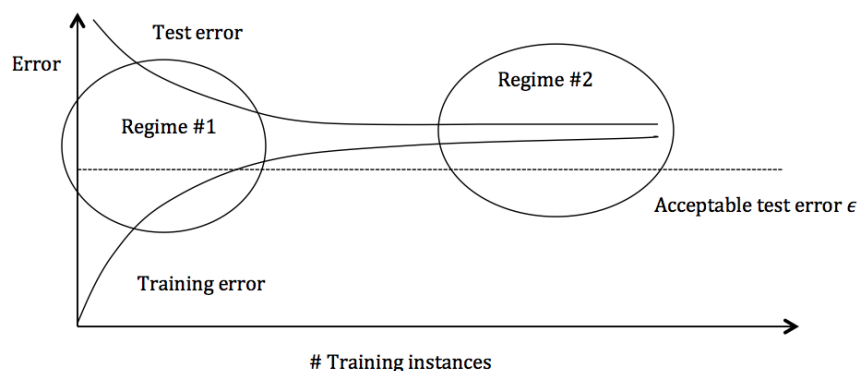 Test error
Error
Regime #1
Regime #2
Acceptable test error ϵ
Training error
# Training instances